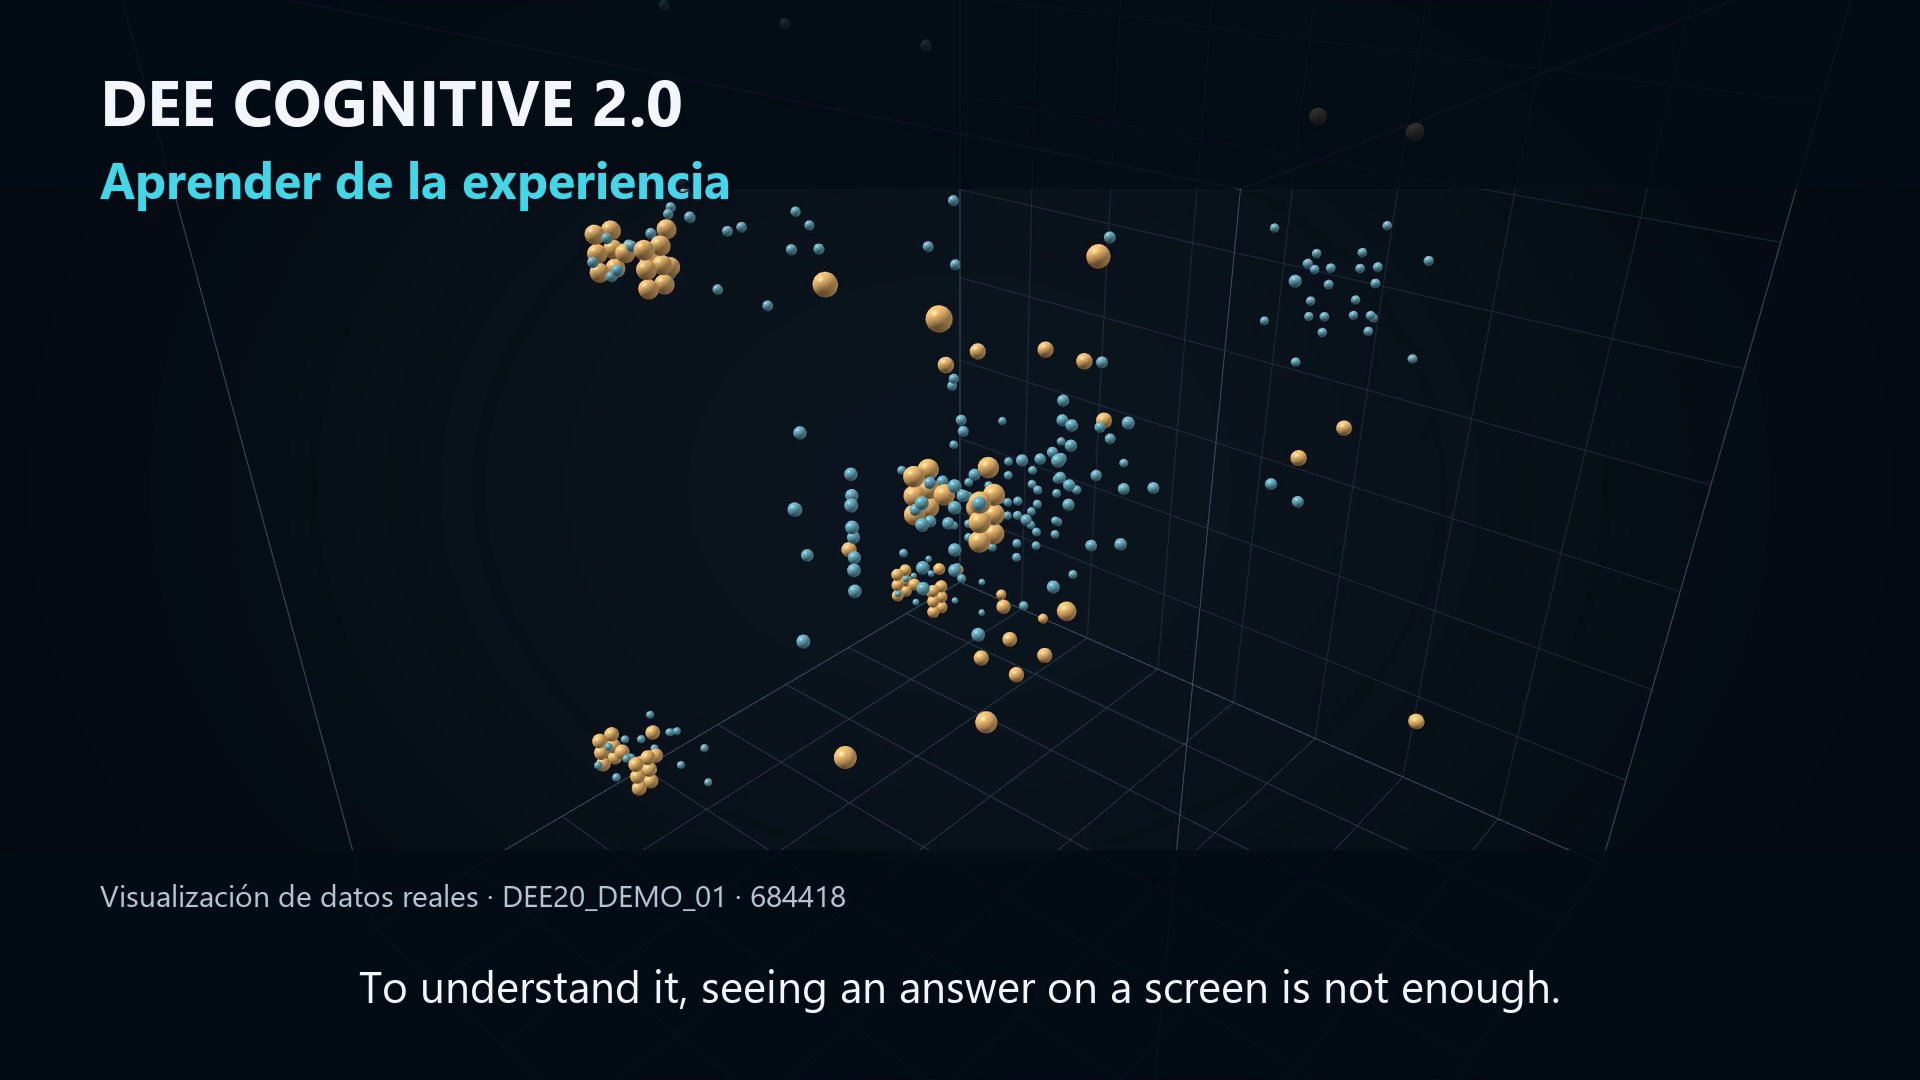 DEE COGNITIVE 2.0
Aprender de la experiencia
Visualización de datos reales · DEE20_DEMO_01 · 684418
To understand it, seeing an answer on a screen is not enough.